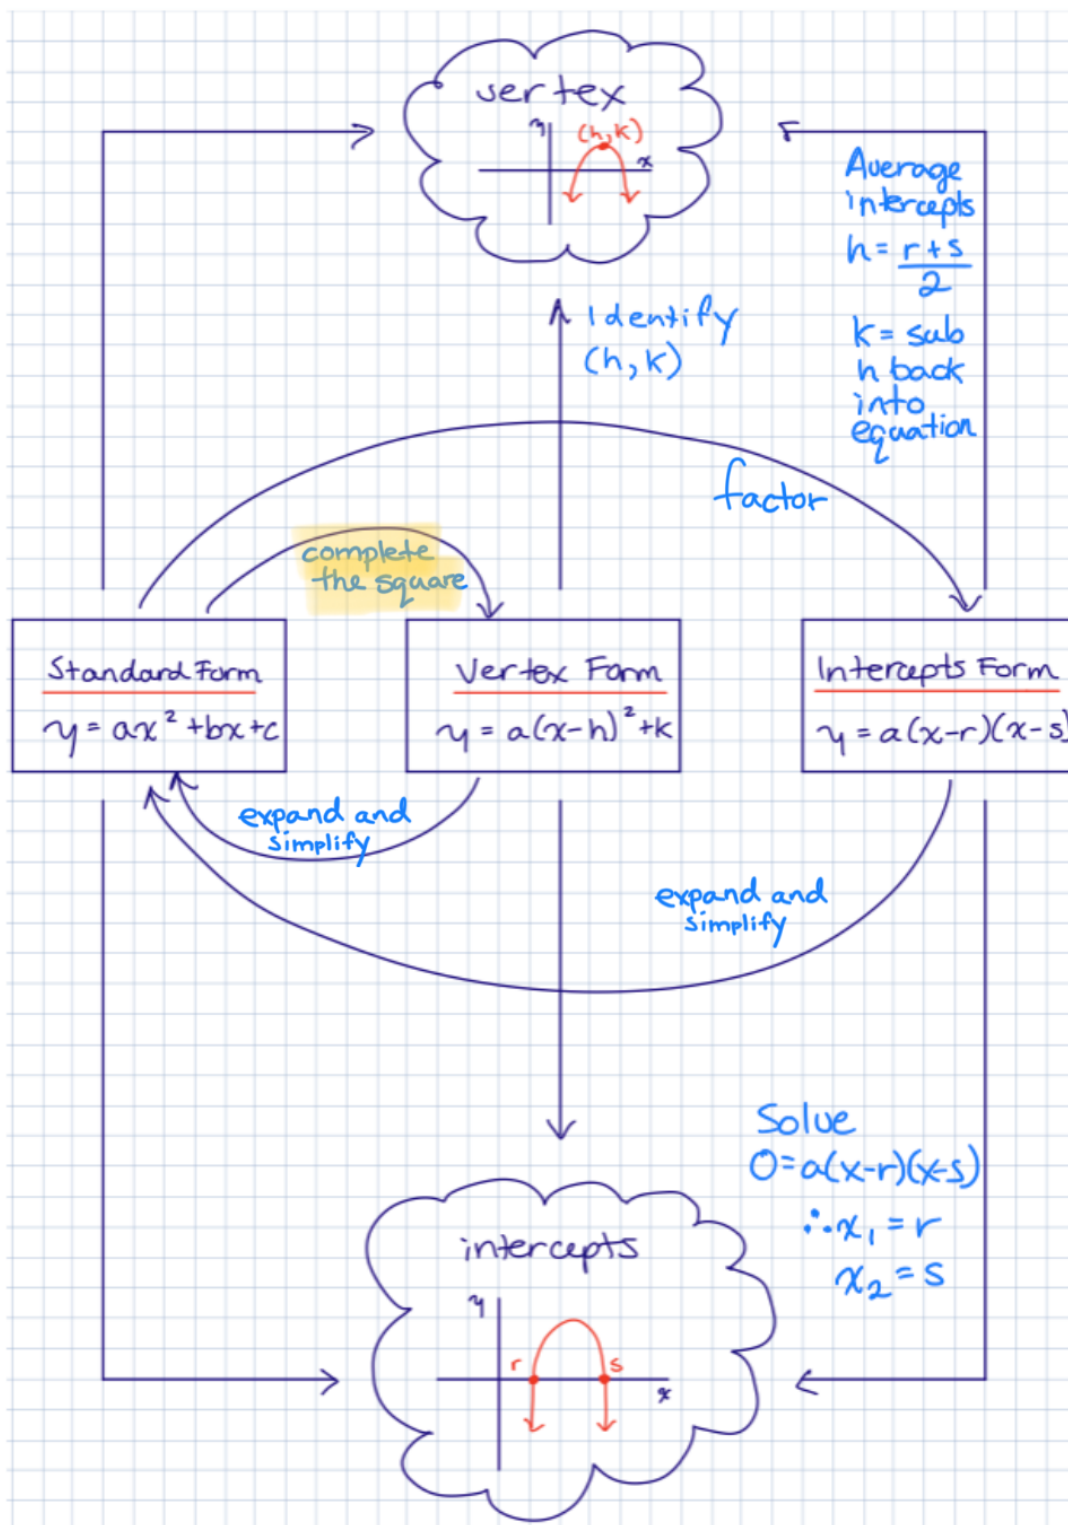 vertex
y
(h,k)
x
Average
intercepts
h = r+s
2
k = sub
h back
into
equation
Identify
(h, k)
factor
complete
the square
Standard Form
y = ax² +bx+c
Vertex Form
y = a(x-h)²+k
Intercepts Form
y = a(x-r)(x-s)
expand and
simplify
expand and
simplify
Solve
0=a(x-r)(x-s)
∴x₁ = r
x₂ = s
intercepts
y
r
s
x